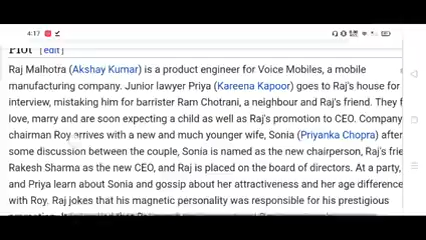 4:17
Plot [edit]
Raj Malhotra (Akshay Kumar) is a product engineer for Voice Mobiles, a mobile
manufacturing company. Junior lawyer Priya (Kareena Kapoor) goes to Raj's house for
interview, mistaking him for barrister Ram Chotrani, a neighbour and Raj's friend. They f
love, marry and are soon expecting a child as well as Raj's promotion to CEO. Company
chairman Roy arrives with a new and much younger wife, Sonia (Priyanka Chopra) after
some discussion between the couple, Sonia is named as the new chairperson, Raj's frie
Rakesh Sharma as the new CEO, and Raj is placed on the board of directors. At a party,
and Priya learn about Sonia and gossip about her attractiveness and her age difference
with Roy. Raj jokes that his magnetic personality was responsible for his prestigious